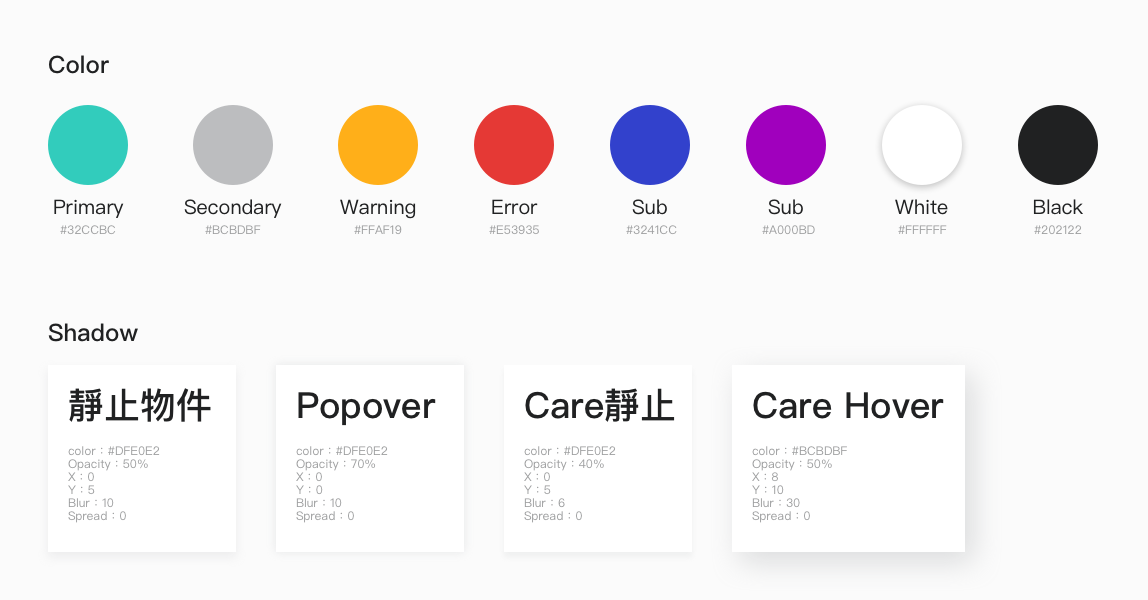 Color
Primary
#32CCBC
Secondary
#BCBDBF
Warning
#FFAF19
Error
#E53935
Sub
#3241CC
Sub
#A000BD
White
#FFFFFF
Black
#202122
Shadow
靜止物件
color：#DFE0E2
Opacity：50%
X：0
Y：5
Blur：10
Spread：0
Popover
color：#DFE0E2
Opacity：70%
X：0
Y：0
Blur：10
Spread：0
Care靜止
color：#DFE0E2
Opacity：40%
X：0
Y：5
Blur：6
Spread：0
Care Hover
color：#BCBDBF
Opacity：50%
X：8
Y：10
Blur：30
Spread：0